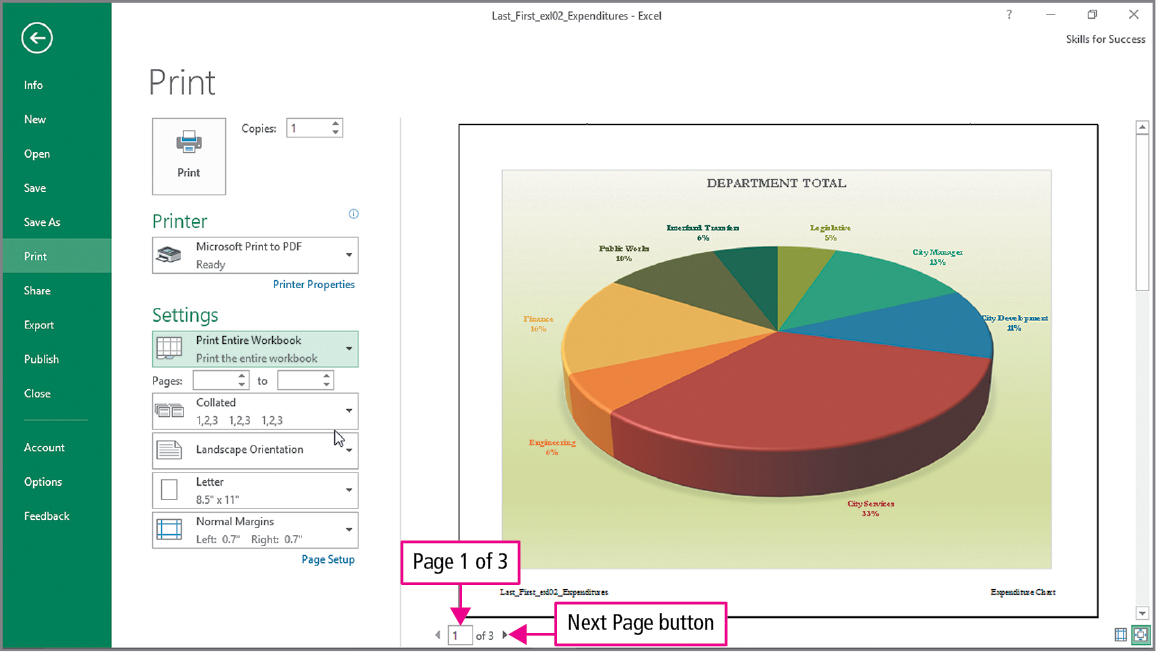 Last_First_exl02_Expenditures - Excel
?
Skills for Success
Info
New
Open
Save
Save As
Print
Share
Export
Publish
Close
Account
Options
Feedback
Print
Print
Copies: 1
Printer
Microsoft Print to PDF
Ready
Printer Properties
Settings
Print Entire Workbook
Print the entire workbook
Pages: to
Collated
1,2,3 1,2,3 1,2,3
Landscape Orientation
Letter
8.5" x 11"
Normal Margins
Left: 0.7" Right: 0.7"
Page Setup
DEPARTMENT TOTAL
Interfund Transfers
6%
Legislative
5%
Public Works
10%
City Manager
13%
Finance
16%
City Development
11%
Engineering
6%
City Services
33%
Last_First_exl02_Expenditures
Expenditure Chart
Page 1 of 3
1 of 3
Next Page button